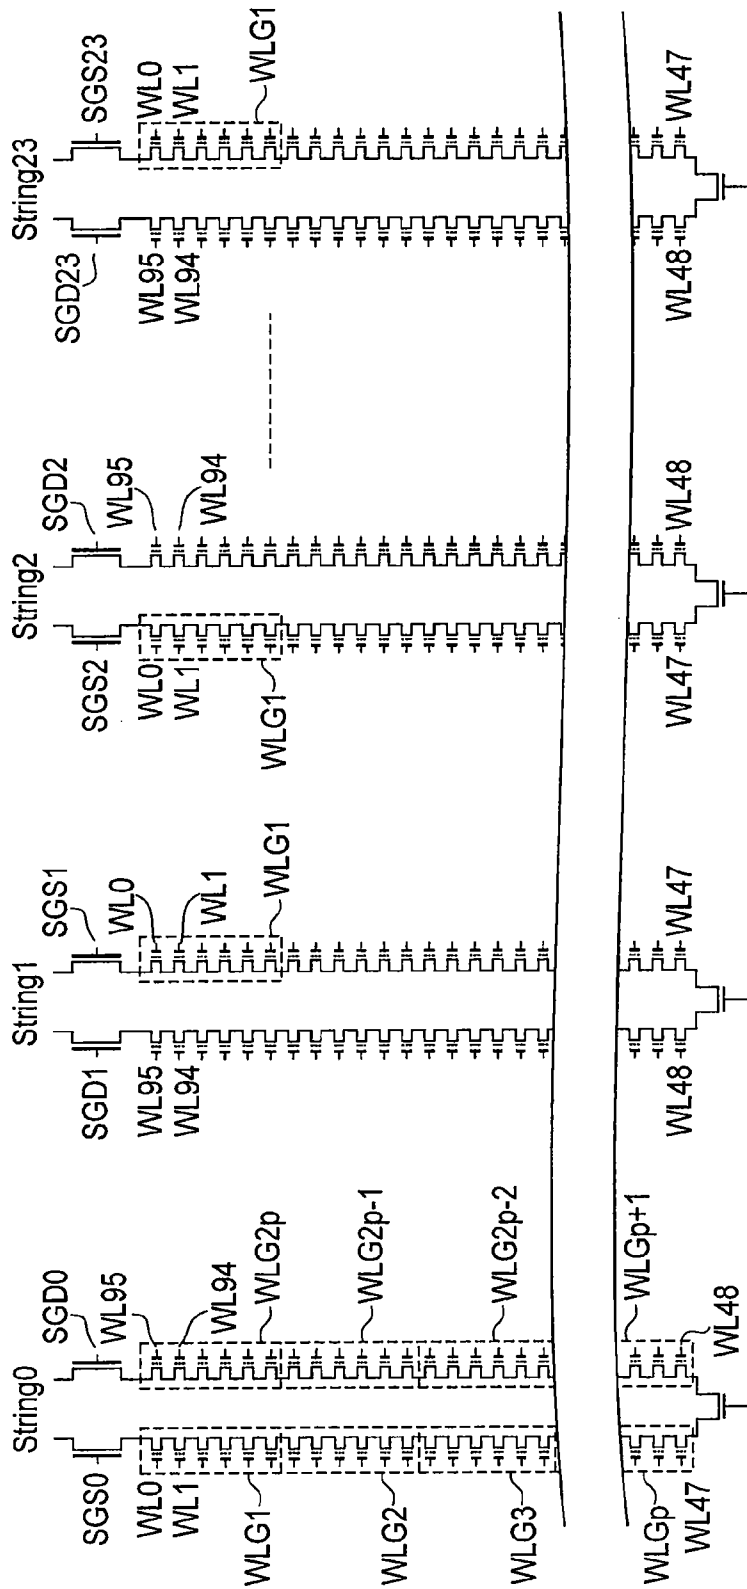 String0
SGS0
SGD0
WL95
WL94
WL0
WL1
WLG1
WLG2p
WLG2
WLG2p-1
WLG3
WLG2p-2
WLGp
WLGp+1
WL47
WL48
String1
SGD1
SGS1
WL95
WL94
WL0
WL1
WLG1
WL48
WL47
String2
SGS2
SGD2
WL0
WL1
WLG1
WL95
WL94
WL47
WL48
String23
SGD23
SGS23
WL95
WL94
WL0
WL1
WLG1
WL48
WL47